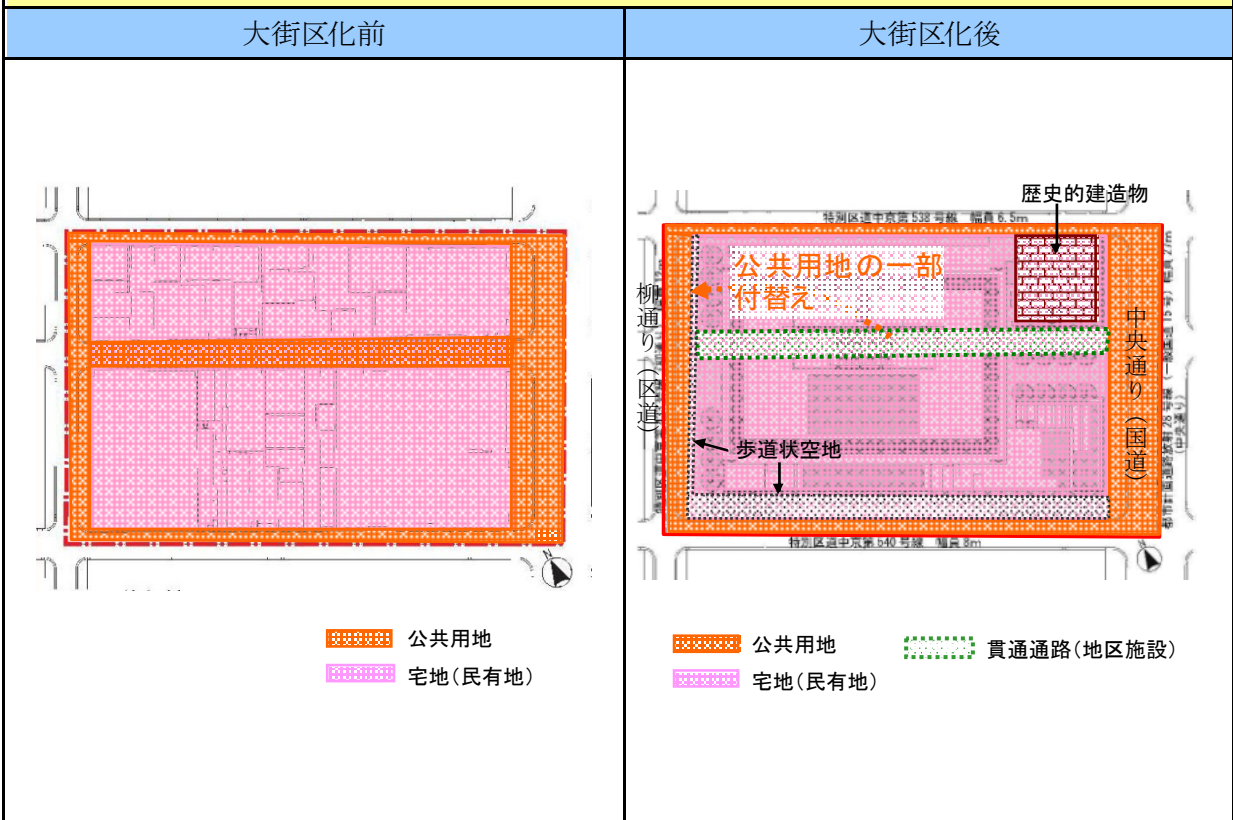 大街区化前
大街区化後
歴史的建造物
特別区道中京第538号線 幅員6.5m
公共用地の一部
付替え
柳通り(区道)
中央通り(国道)
歩道状空地
特別区道中京第540号線 幅員8m
(中央通り)
N
N
公共用地
宅地(民有地)
公共用地
貫通通路(地区施設)
宅地(民有地)